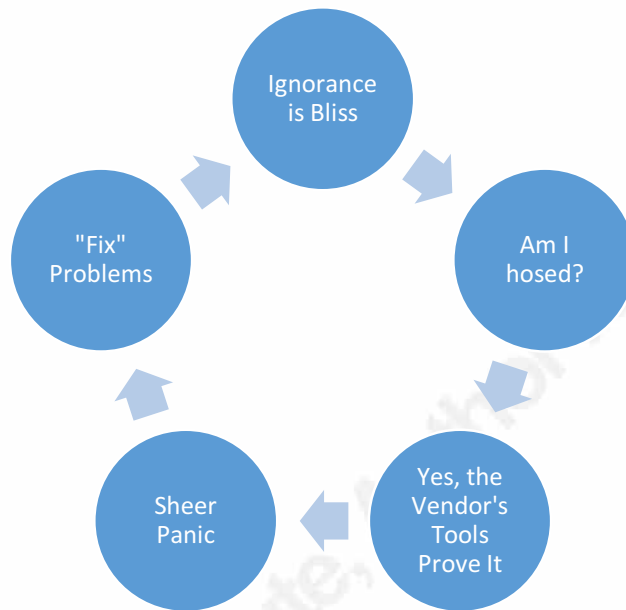 Ignorance
is Bliss
Am I
hosed?
Yes, the
Vendor's
Tools
Prove It
Sheer
Panic
"Fix"
Problems